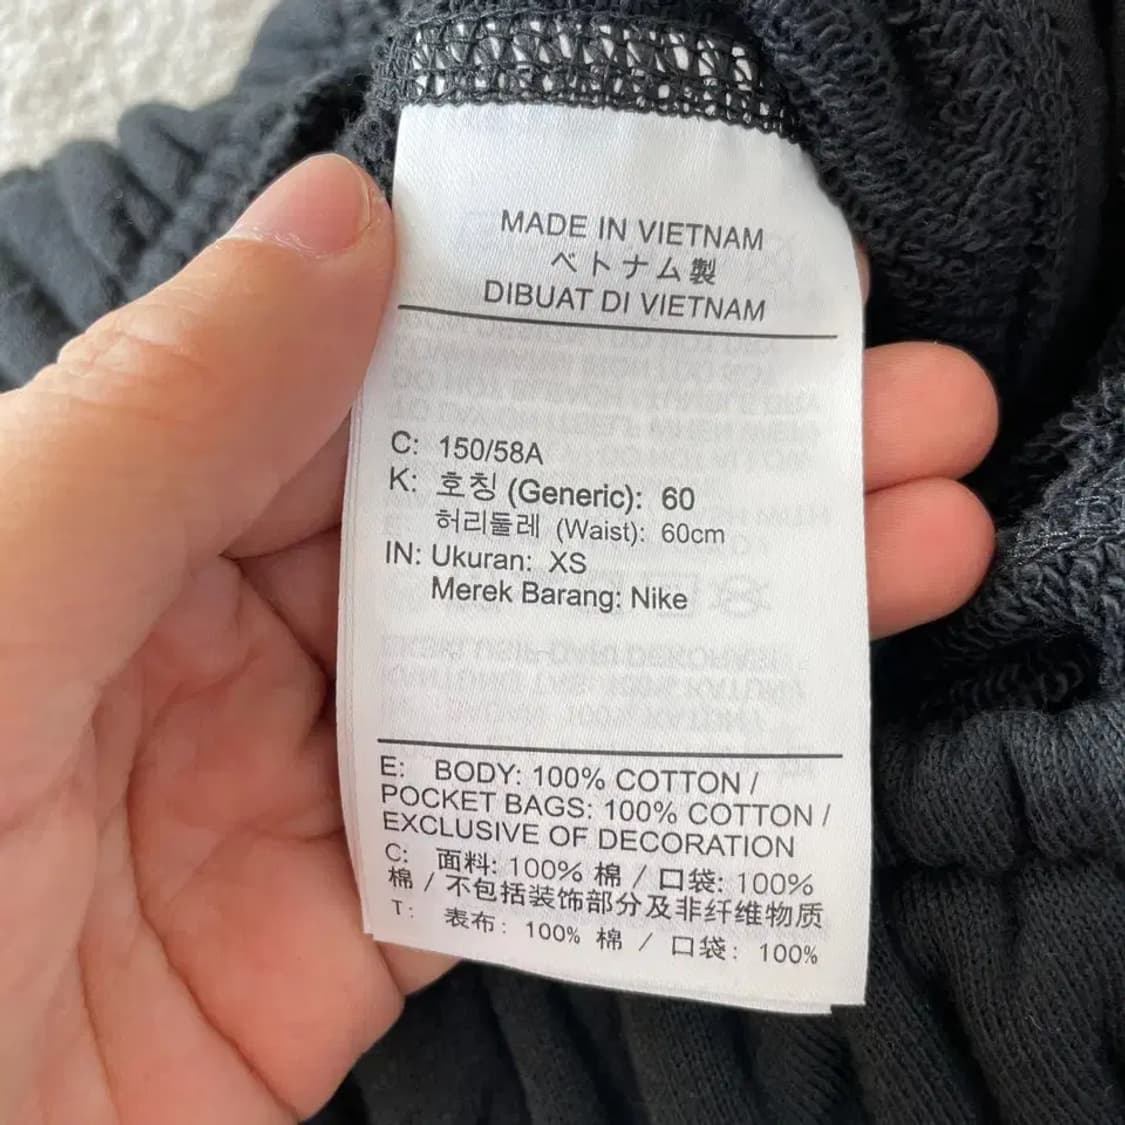 MADE IN VIETNAM
ベトナム製
DIBUAT DI VIETNAM
C: 150/58A
K: 호칭 (Generic): 60
허리둘레 (Waist): 60cm
IN: Ukuran: XS
Merek Barang: Nike
E: BODY: 100% COTTON /
POCKET BAGS: 100% COTTON /
EXCLUSIVE OF DECORATION
C: 面料: 100% 棉 / 口袋: 100%
棉 / 不包括装饰部分及非纤维物质
T: 表布: 100% 棉 / 口袋: 100%